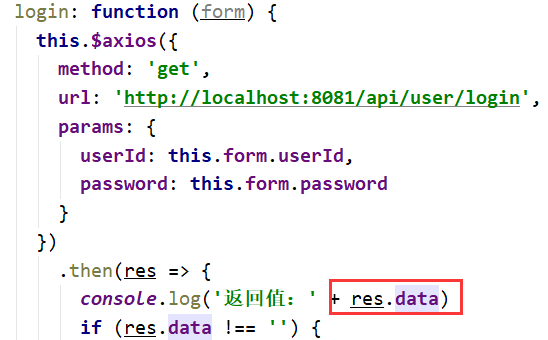 login: function (form) {
this.$axios({
method: 'get',
url: 'http://localhost:8081/api/user/login',
params: {
userId: this.form.userId,
password: this.form.password
}
})
.then(res => {
console.log('返回值：' + res.data)
if (res.data !== '') {